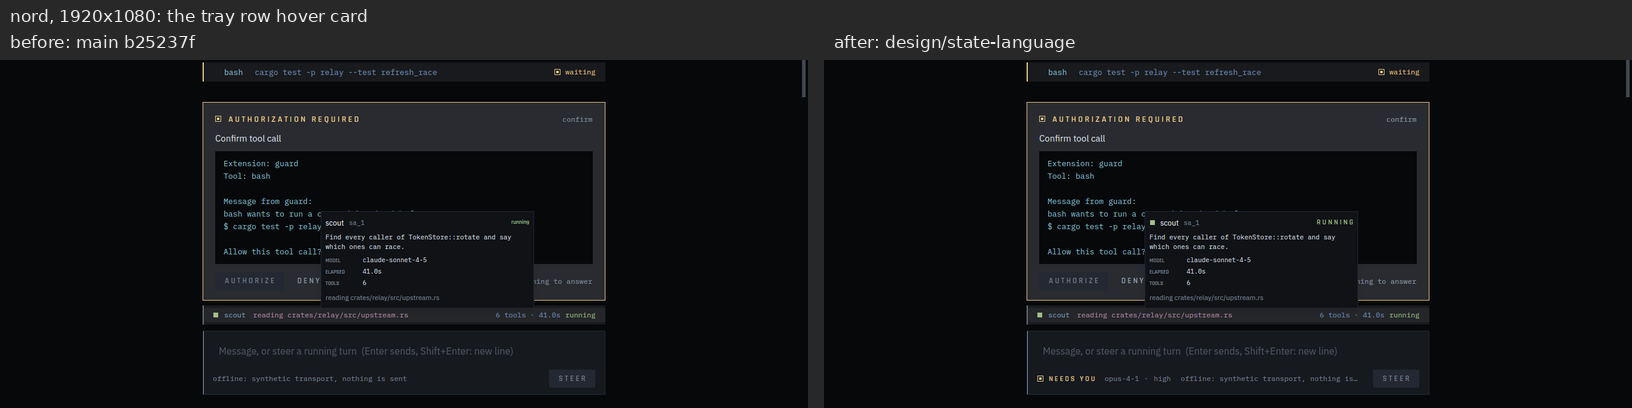 nord, 1920x1080: the tray row hover card
before: main b25237f
bash cargo test -p relay --test refresh_race waiting
AUTHORIZATION REQUIRED confirm
Confirm tool call
Extension: guard
Tool: bash
Message from guard:
bash wants to run a
$ cargo test -p relay
Allow this tool call?
AUTHORIZE DENY to answer
scout sa_1 running
Find every caller of TokenStore::rotate and say
which ones can race.
MODEL claude-sonnet-4-5
ELAPSED 41.0s
TOOLS 6
reading crates/relay/src/upstream.rs
scout reading crates/relay/src/upstream.rs 6 tools · 41.0s running
Message, or steer a running turn (Enter sends, Shift+Enter: new line)
offline: synthetic transport, nothing is sent STEER
after: design/state-language
bash cargo test -p relay --test refresh_race waiting
AUTHORIZATION REQUIRED confirm
Confirm tool call
Extension: guard
Tool: bash
Message from guard:
bash wants to run a
$ cargo test -p relay
Allow this tool call?
AUTHORIZE DENY to answer
scout sa_1 RUNNING
Find every caller of TokenStore::rotate and say
which ones can race.
MODEL claude-sonnet-4-5
ELAPSED 41.0s
TOOLS 6
reading crates/relay/src/upstream.rs
scout reading crates/relay/src/upstream.rs 6 tools · 41.0s running
Message, or steer a running turn (Enter sends, Shift+Enter: new line)
NEEDS YOU opus-4-1 · high offline: synthetic transport, nothing is… STEER